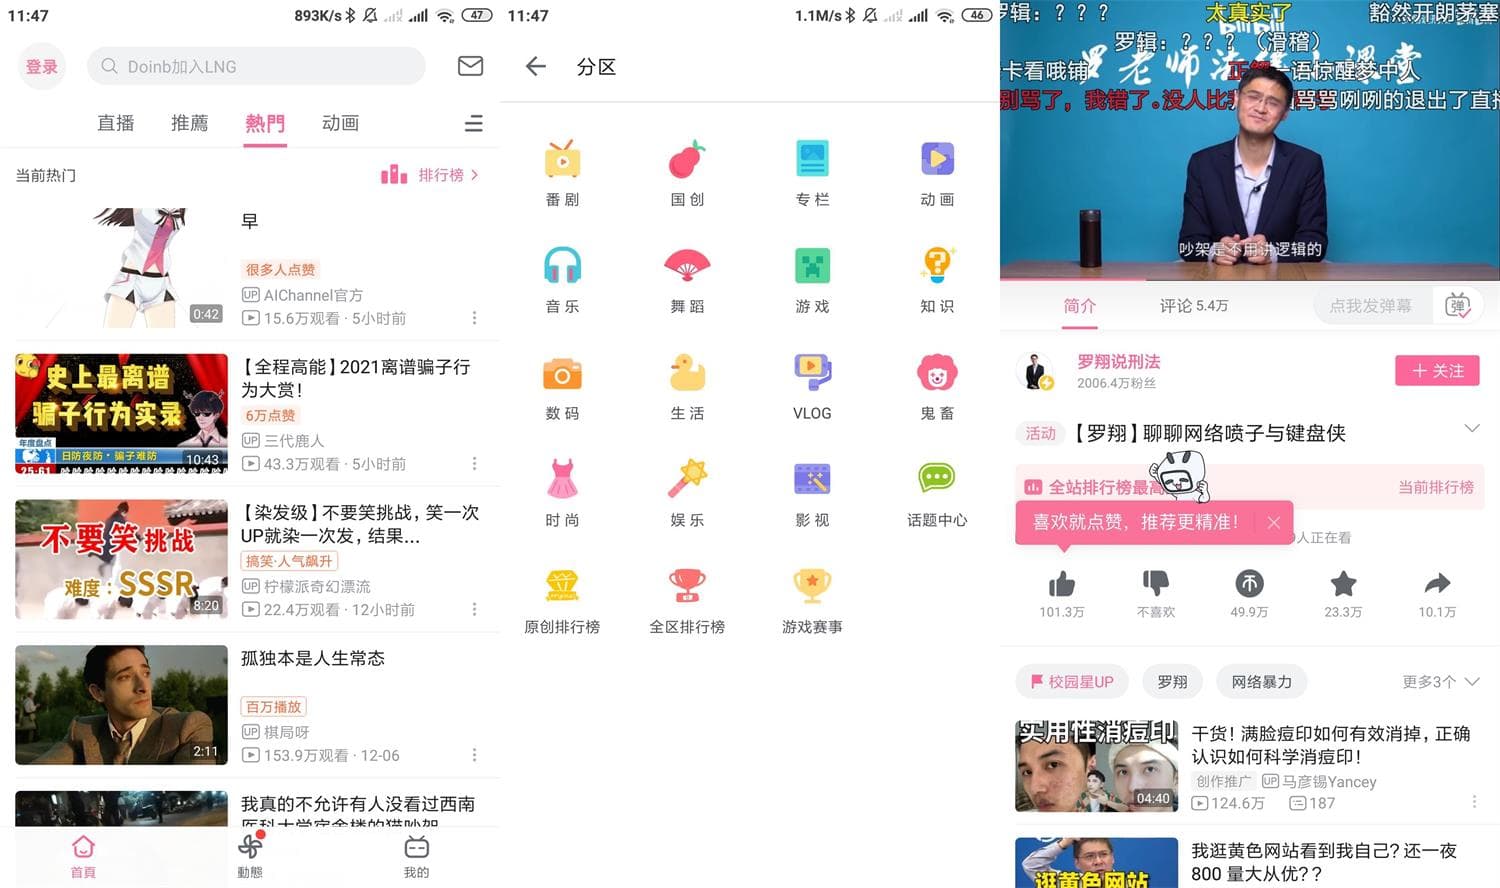 11:47
893K/s
47
登录
Doinb加入LNG
直播
推薦
熱門
动画
当前热门
排行榜
早
很多人点赞
UP AIChannel官方
15.6万观看 · 5小时前
0:42
史上最离谱
骗子行为实录
年度盘点
日防夜防·骗子难防
10:43
25:61
【全程高能】2021离谱骗子行
为大赏！
6万点赞
UP 三代鹿人
43.3万观看 · 5小时前
不要笑挑战
难度：SSSR
8:20
【染发级】不要笑挑战，笑一次
UP就染一次发，结果...
搞笑·人气飙升
UP 柠檬派奇幻漂流
22.4万观看 · 12小时前
2:11
孤独本是人生常态
百万播放
UP 棋局呀
153.9万观看 · 12-06
我真的不允许有人没看过西南
医科大学宿舍楼的猫吵架
首頁
動態
我的
11:47
1.1M/s
46
分区
番剧
国创
专栏
动画
音乐
舞蹈
游戏
知识
数码
生活
VLOG
鬼畜
时尚
娱乐
影视
话题中心
原创排行榜
全区排行榜
游戏赛事
罗辑：？？？
太真实了
豁然开朗茅塞
bilibili
罗辑：？？？（滑稽）
罗老师法
课堂
卡看哦铺
一语惊醒梦中人
别骂了，我错了.没人比
骂骂咧咧的退出了直播
吵架是不用讲逻辑的
简介
评论 5.4万
点我发弹幕
弹
罗翔说刑法
2006.4万粉丝
＋ 关注
活动
【罗翔】聊聊网络喷子与键盘侠
全站排行榜最高
当前排行榜
喜欢就点赞，推荐更精准！
人正在看
101.3万
不喜欢
49.9万
23.3万
10.1万
校园星UP
罗翔
网络暴力
更多3个
实用性消痘印
04:40
干货！满脸痘印如何有效消掉，正确
认识如何科学消痘印！
创作推广 UP 马彦锡Yancey
124.6万
187
逛黄色网站
我逛黄色网站看到我自己？还一夜
800 量大从优？？